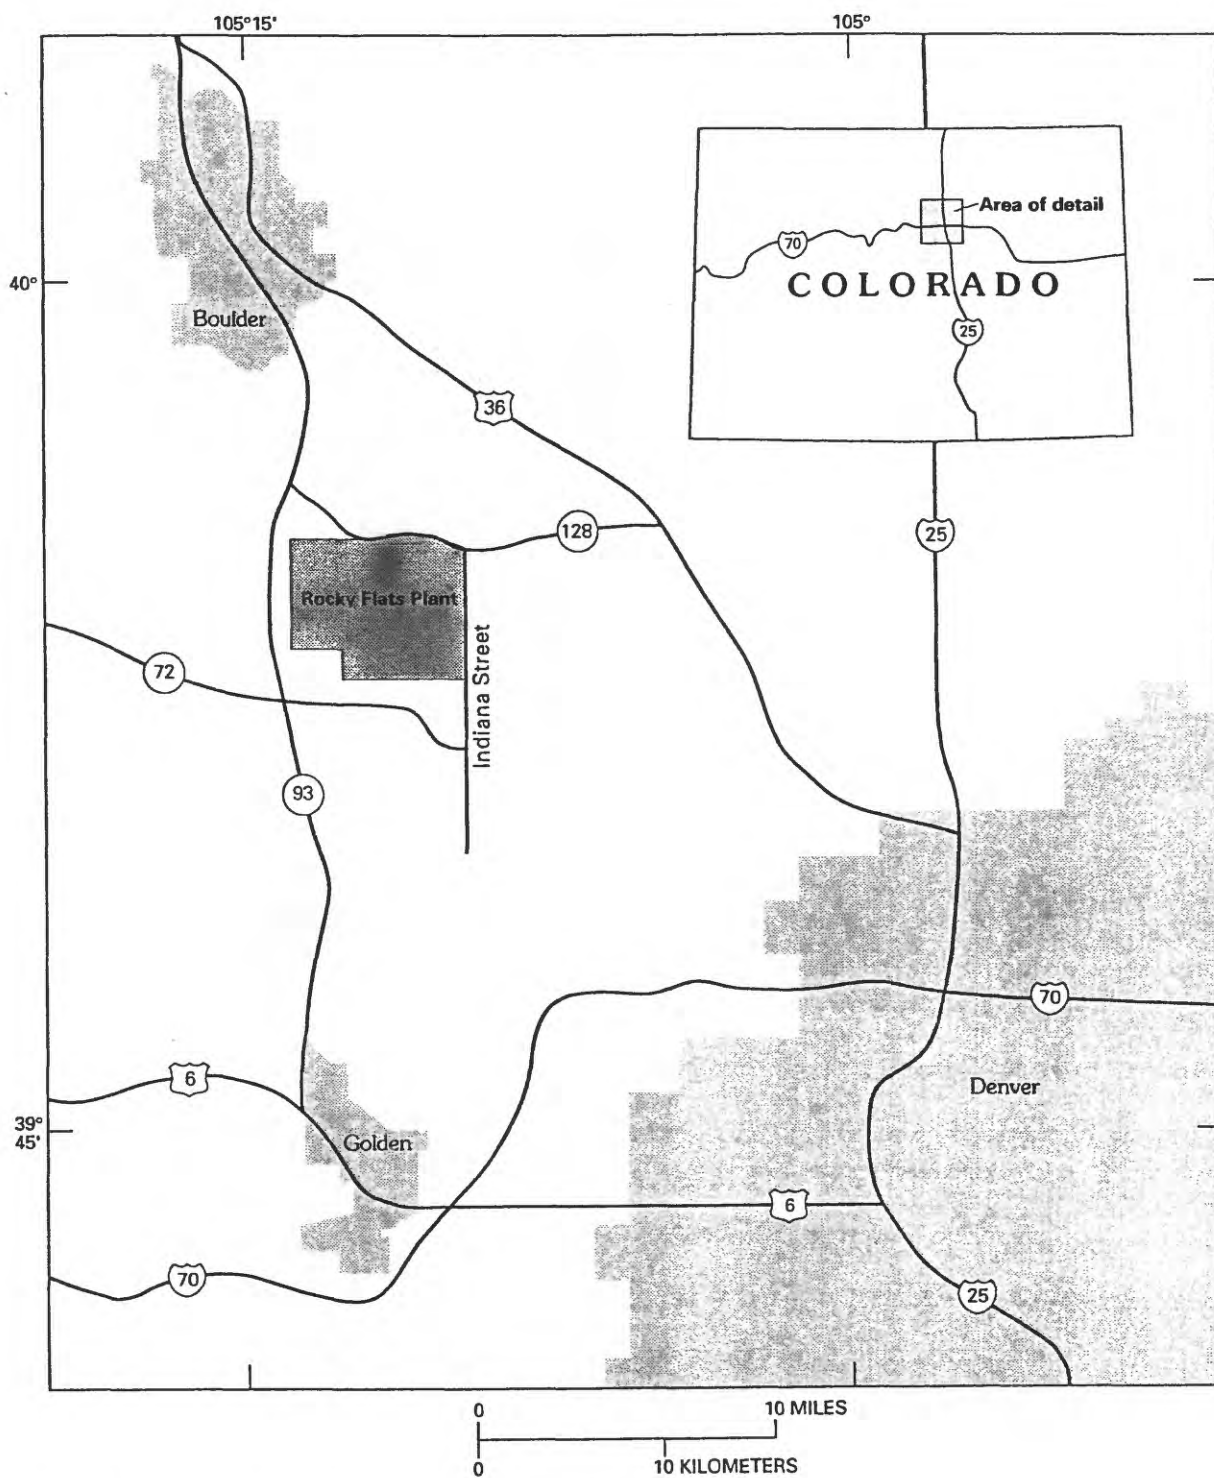 105°15'
105°
Area of detail
70
COLORADO
25
40°
Boulder
36
128
25
Rocky Flats Plant
Indiana Street
72
93
70
6
Denver
39°
45'
Golden
6
70
25
0
10 MILES
0
10 KILOMETERS